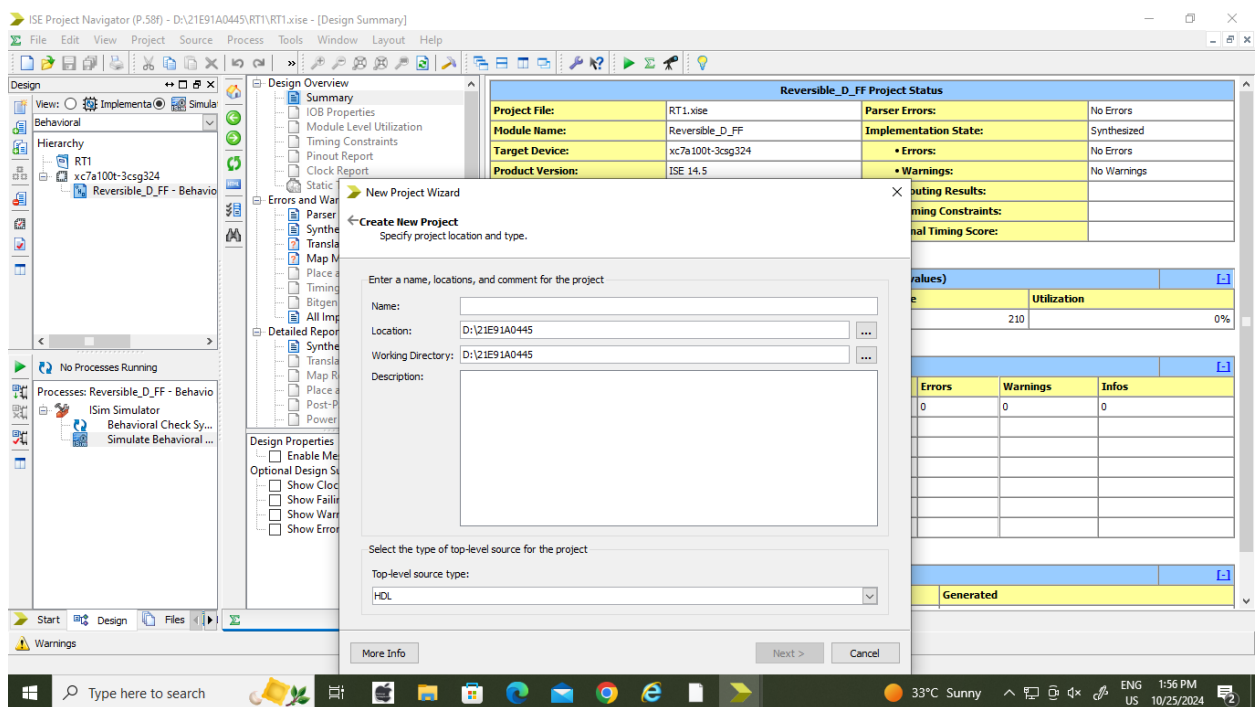 ISE Project Navigator (P.58f) - D:\21E91A0445\RT1\RT1.xise - [Design Summary]
File Edit View Project Source Process Tools Window Layout Help
Design
View: Implementa Simula
Behavioral
Hierarchy
RT1
xc7a100t-3csg324
Reversible_D_FF - Behavio
No Processes Running
Processes: Reversible_D_FF - Behavio
ISim Simulator
Behavioral Check Sy...
Simulate Behavioral ...
Start Design Files
Warnings
Design Overview
Summary
IOB Properties
Module Level Utilization
Timing Constraints
Pinout Report
Clock Report
Static
Errors and War
Parser
Synthe
Transla
Map M
Place a
Timing
Bitgen
All Imp
Detailed Repor
Synthe
Transla
Map R
Place a
Post-P
Power
Design Properties
Enable Me
Optional Design Su
Show Cloc
Show Failin
Show Warr
Show Error
Reversible_D_FF Project Status
Project File: RT1.xise Parser Errors: No Errors
Module Name: Reversible_D_FF Implementation State: Synthesized
Target Device: xc7a100t-3csg324 • Errors: No Errors
Product Version: ISE 14.5 • Warnings: No Warnings
outing Results:
ming Constraints:
nal Timing Score:
values) [-]
e Utilization
210 0%
[-]
Errors Warnings Infos
0 0 0
[-]
Generated
New Project Wizard
Create New Project
Specify project location and type.
Enter a name, locations, and comment for the project
Name:
Location: D:\21E91A0445 ...
Working Directory: D:\21E91A0445 ...
Description:
Select the type of top-level source for the project
Top-level source type:
HDL
More Info Next > Cancel
Type here to search
33°C Sunny
ENG
US
1:56 PM
10/25/2024
2